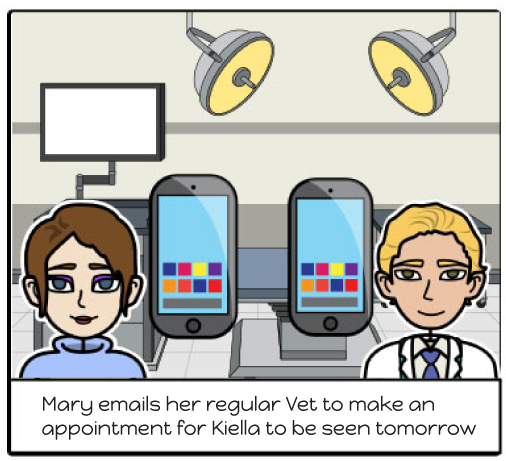 Mary emails her regular Vet to make an
appointment for Kiella to be seen tomorrow